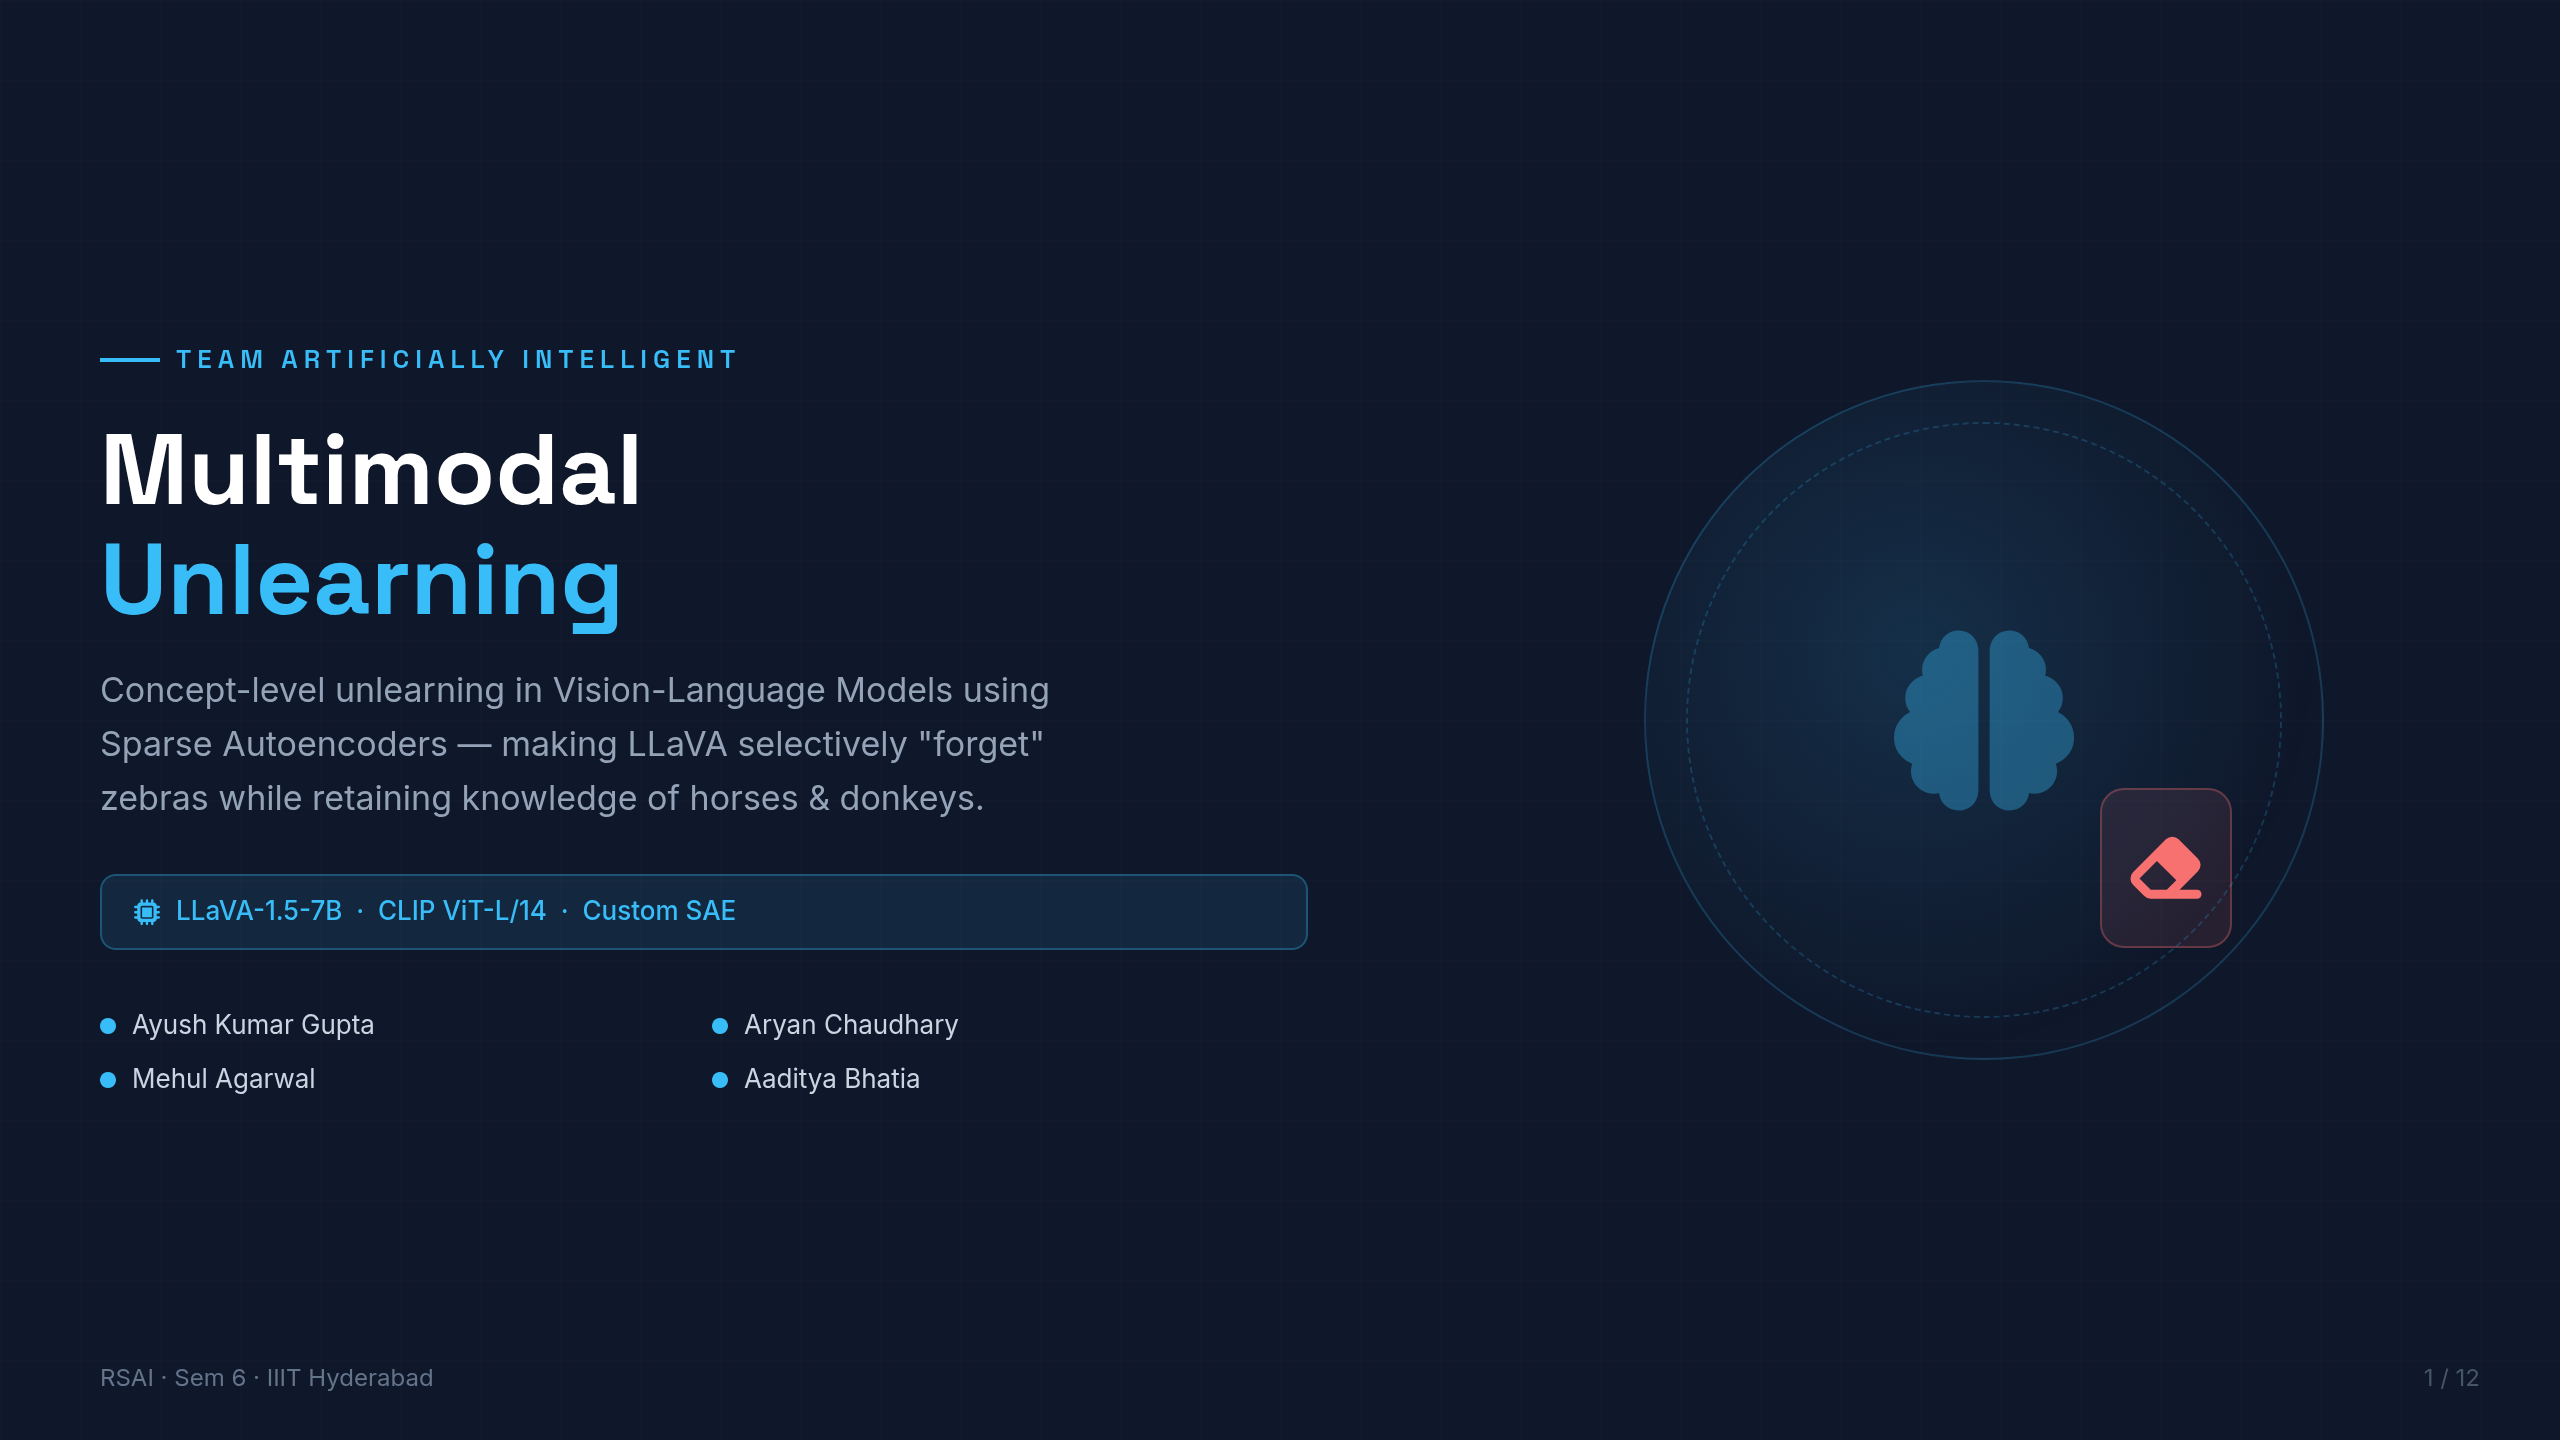 TEAM ARTIFICIALLY INTELLIGENT
Multimodal
Unlearning
Concept-level unlearning in Vision-Language Models using
Sparse Autoencoders — making LLaVA selectively "forget"
zebras while retaining knowledge of horses & donkeys.
LLaVA-1.5-7B · CLIP ViT-L/14 · Custom SAE
Ayush Kumar Gupta
Aryan Chaudhary
Mehul Agarwal
Aaditya Bhatia
RSAI · Sem 6 · IIIT Hyderabad
1 / 12